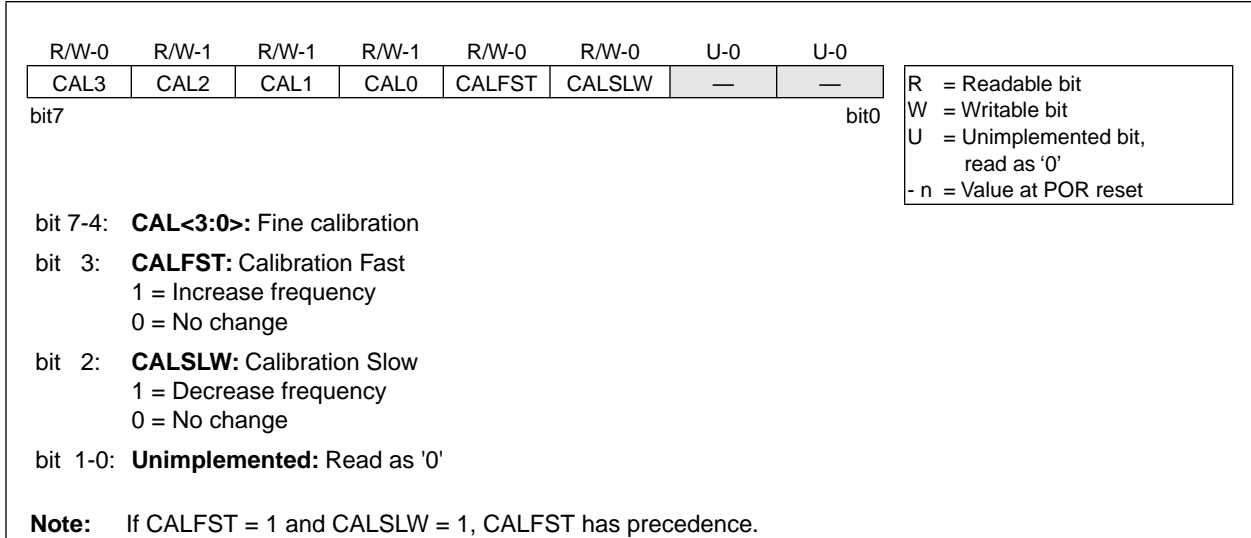 R/W-0 R/W-1 R/W-1 R/W-1 R/W-0 R/W-0 U-0 U-0
CAL3 CAL2 CAL1 CAL0 CALFST CALSLW — —
bit7 bit0
R = Readable bit
W = Writable bit
U = Unimplemented bit,
read as ‘0’
- n = Value at POR reset
bit 7-4: CAL<3:0>: Fine calibration
bit 3: CALFST: Calibration Fast
1 = Increase frequency
0 = No change
bit 2: CALSLW: Calibration Slow
1 = Decrease frequency
0 = No change
bit 1-0: Unimplemented: Read as '0'
Note: If CALFST = 1 and CALSLW = 1, CALFST has precedence.